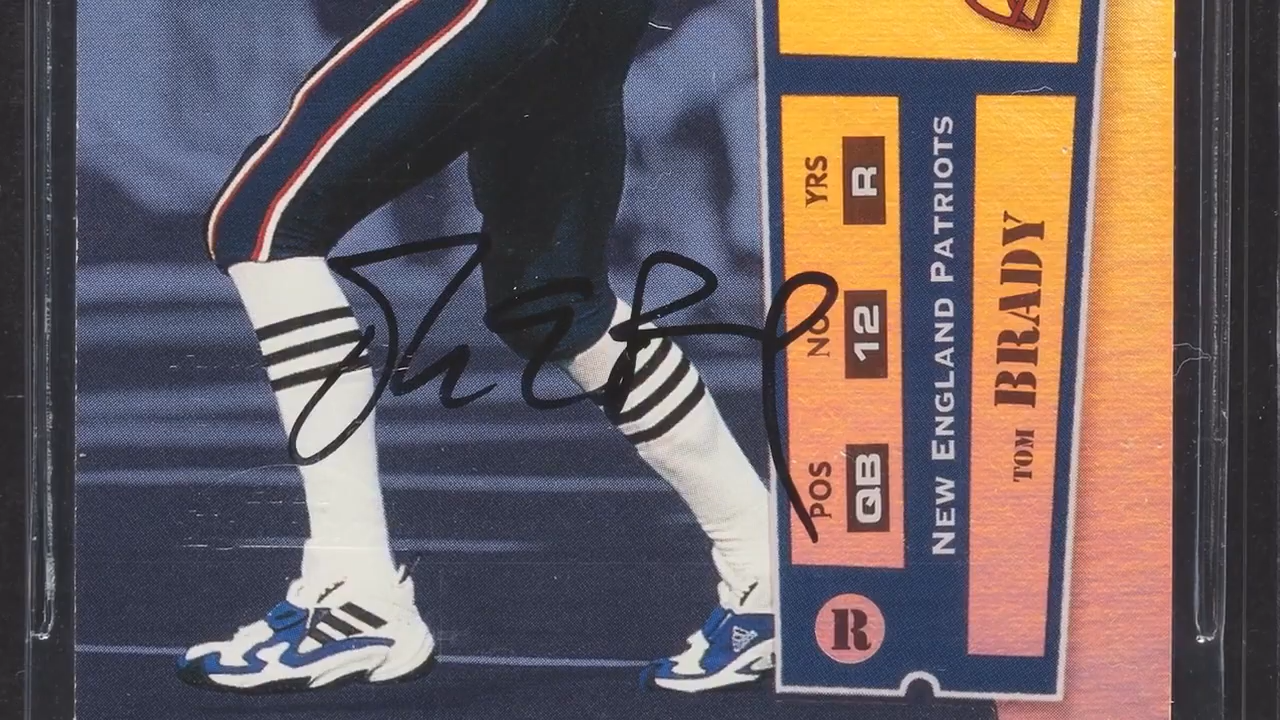 YRS R
NO 12
POS QB
NEW ENGLAND PATRIOTS
TOM BRADY
R